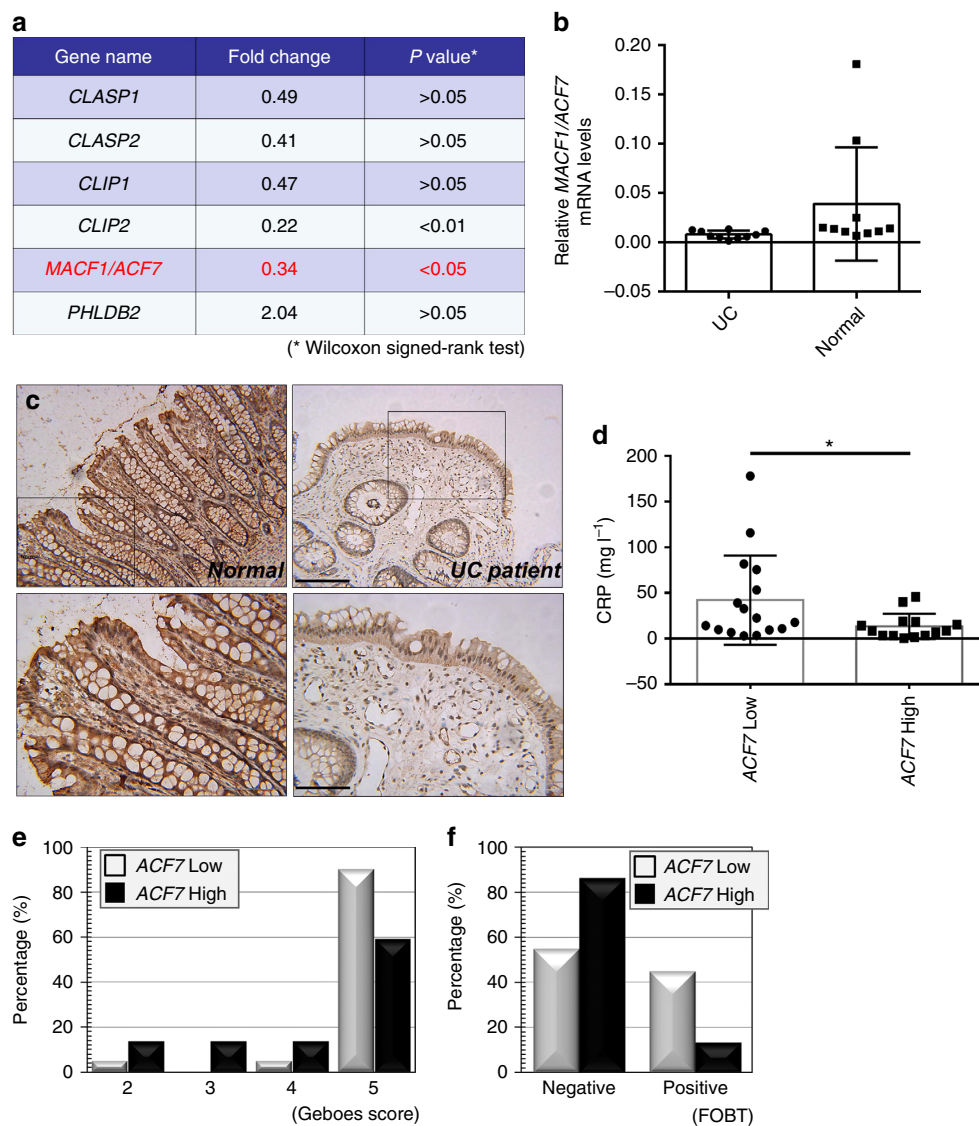 a
Gene name Fold change P value*
CLASP1 0.49 >0.05
CLASP2 0.41 >0.05
CLIP1 0.47 >0.05
CLIP2 0.22 <0.01
MACF1/ACF7 0.34 <0.05
PHLDB2 2.04 >0.05
(* Wilcoxon signed-rank test)
b
Relative MACF1/ACF7
mRNA levels
0.20
0.15
0.10
0.05
0.00
−0.05
UC
Normal
c
Normal
UC patient
d
CRP (mg l−1)
200
150
100
50
0
−50
*
ACF7 Low
ACF7 High
e
Percentage (%)
100
80
60
40
20
0
ACF7 Low
ACF7 High
2 3 4 5
(Geboes score)
f
Percentage (%)
100
80
60
40
20
0
ACF7 Low
ACF7 High
Negative Positive
(FOBT)